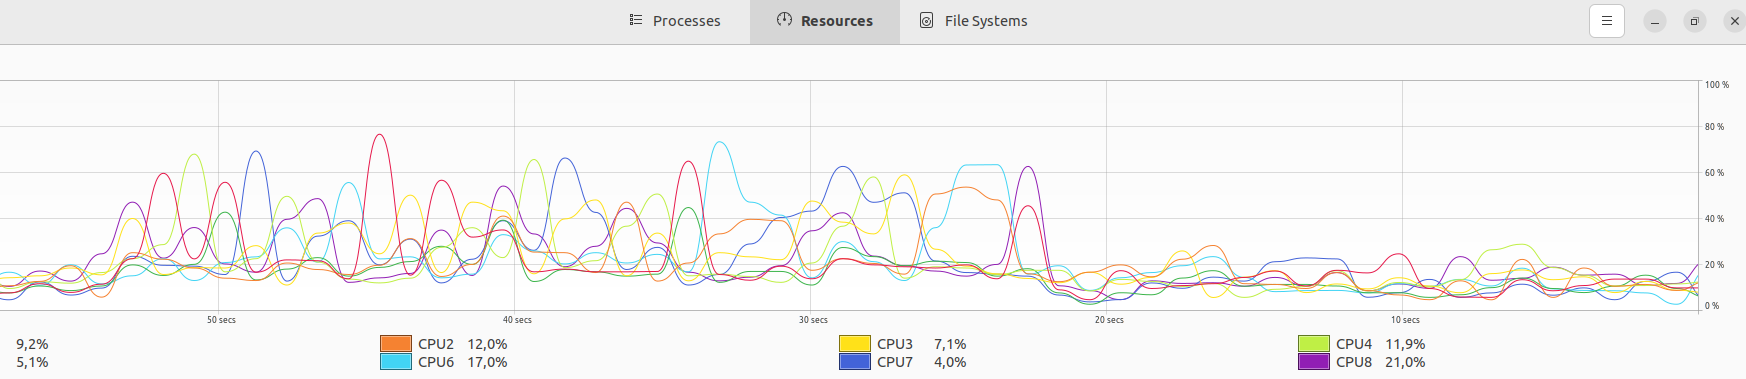 Processes Resources File Systems
100 %
80 %
60 %
40 %
20 %
0 %
50 secs 40 secs 30 secs 20 secs 10 secs
9,2% CPU2 12,0% CPU3 7,1% CPU4 11,9%
5,1% CPU6 17,0% CPU7 4,0% CPU8 21,0%